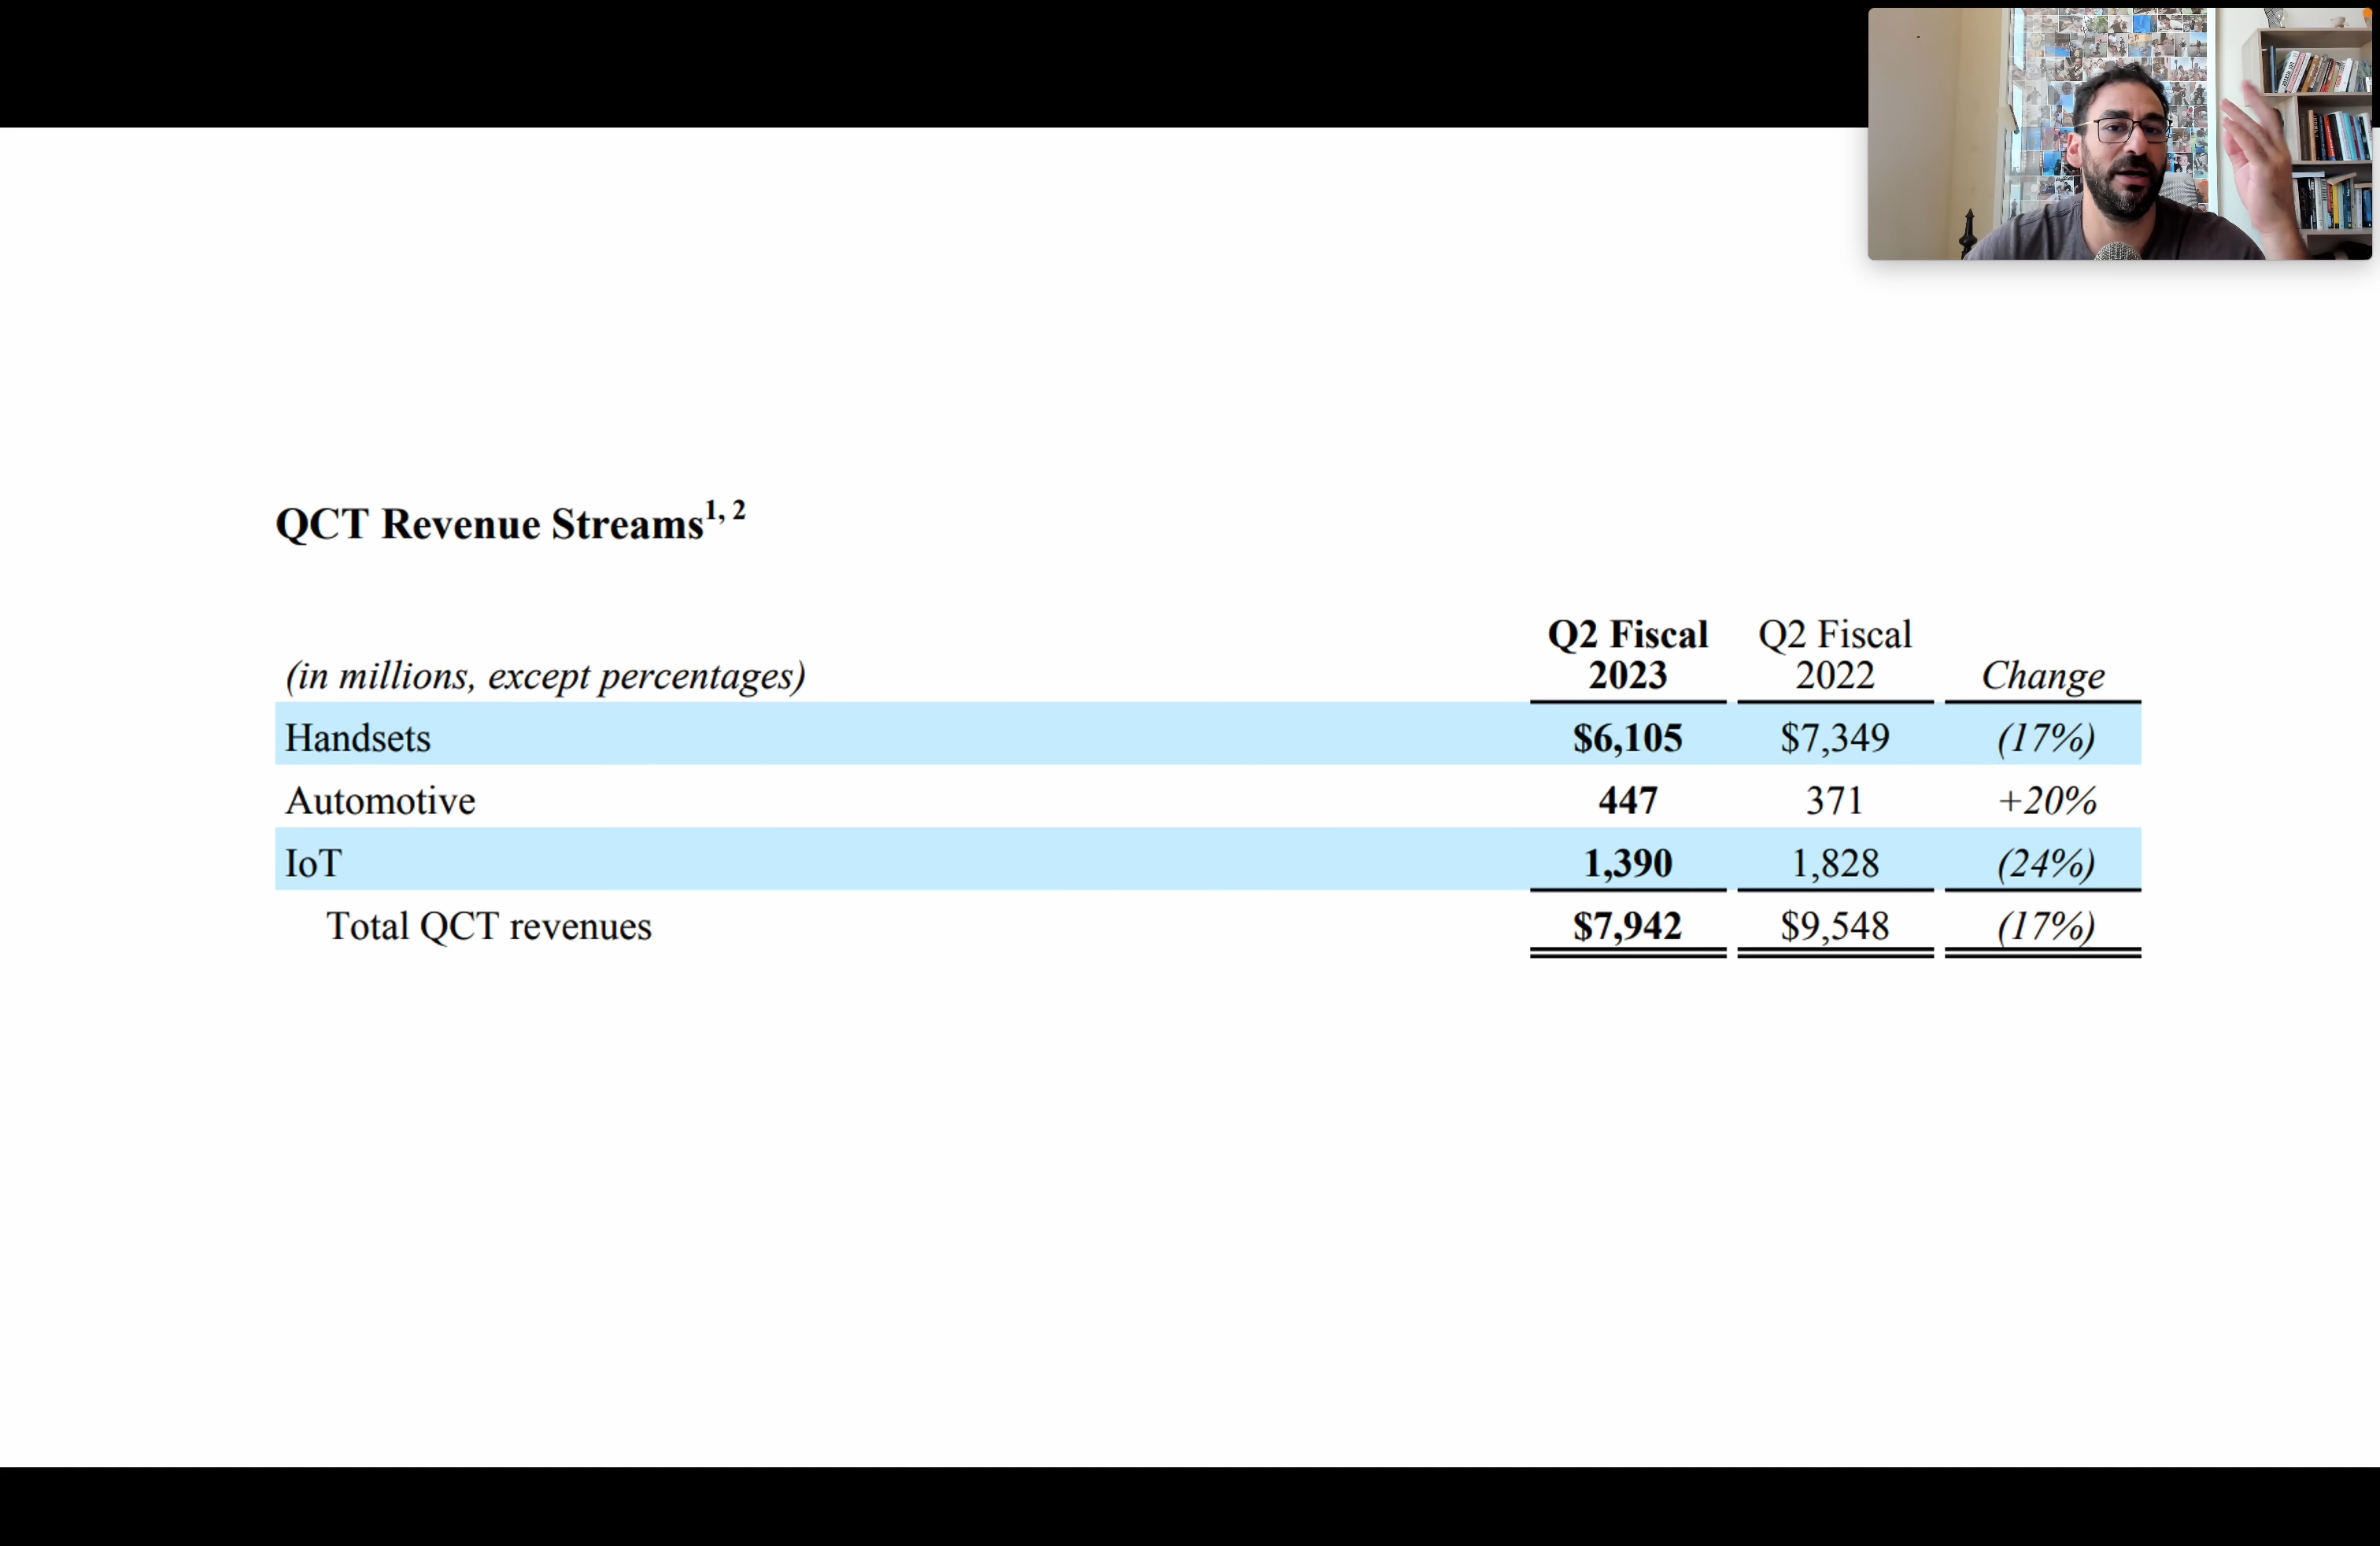 QCT Revenue Streams1, 2
(in millions, except percentages) Q2 Fiscal 2023 Q2 Fiscal 2022 Change
Handsets $6,105 $7,349 (17%)
Automotive 447 371 +20%
IoT 1,390 1,828 (24%)
Total QCT revenues $7,942 $9,548 (17%)